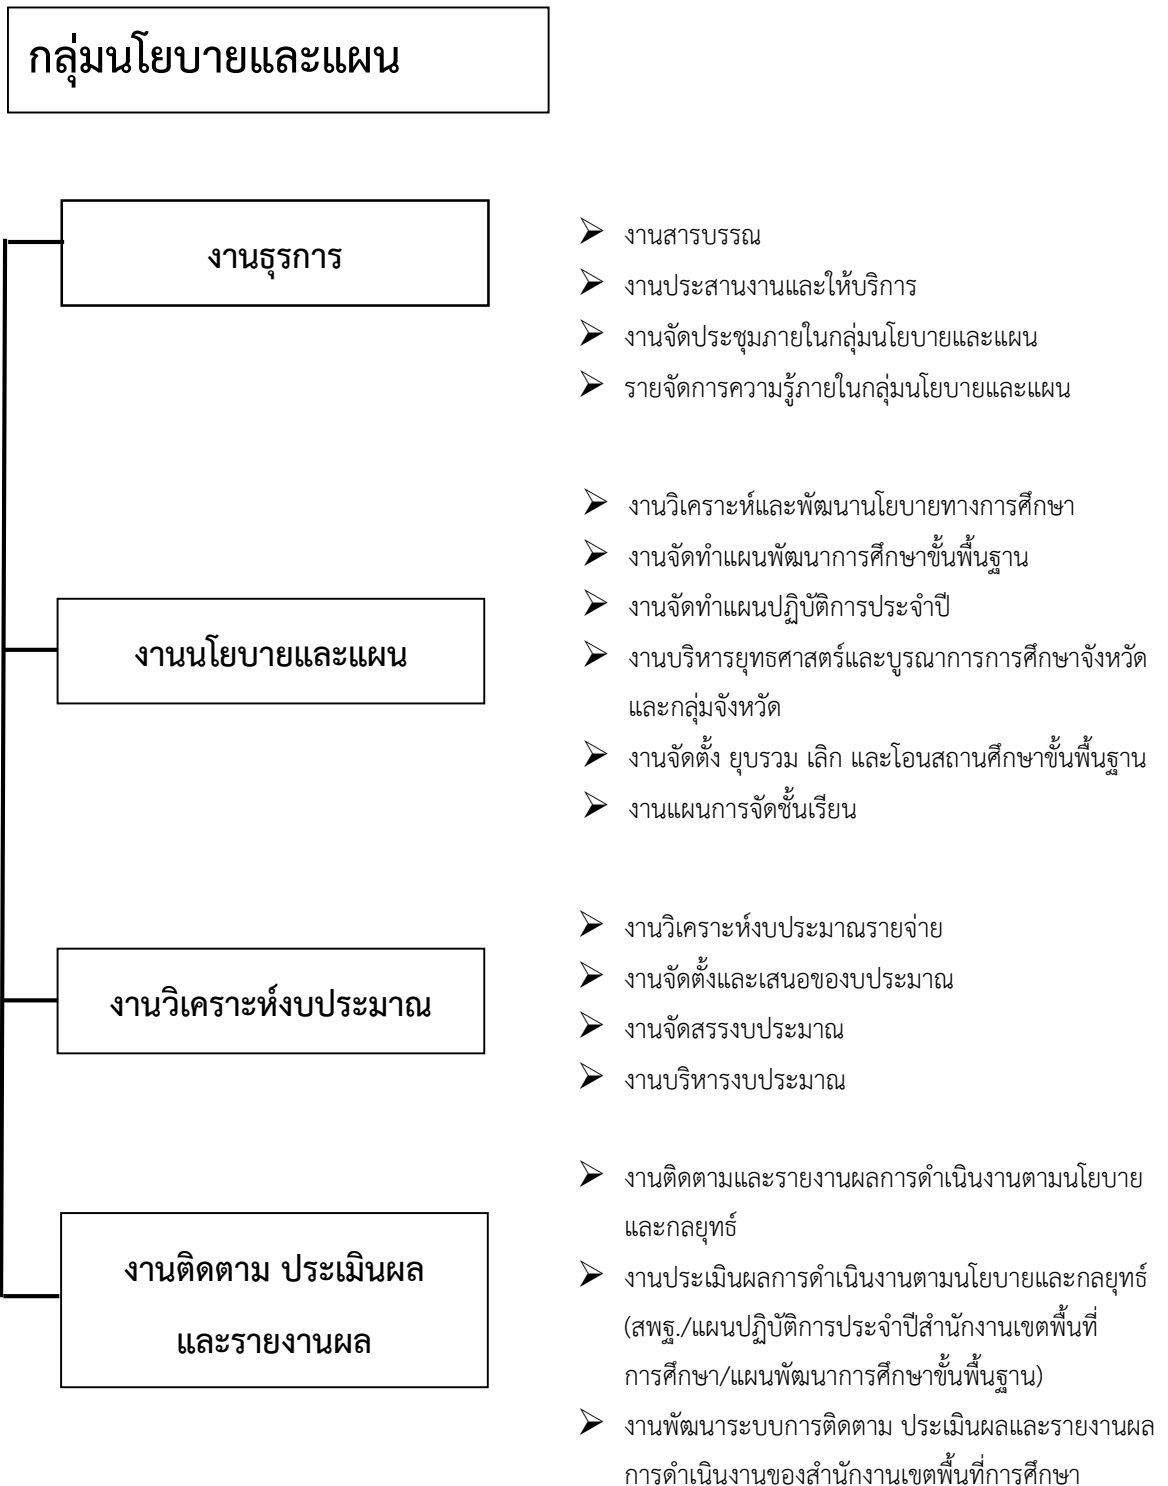 กลุ่มนโยบายและแผน
งานธุรการ
งานสารบรรณ
งานประสานงานและให้บริการ
งานจัดประชุมภายในกลุ่มนโยบายและแผน
รายจัดการความรู้ภายในกลุ่มนโยบายและแผน
งานนโยบายและแผน
งานวิเคราะห์และพัฒนานโยบายทางการศึกษา
งานจัดทำแผนพัฒนาการศึกษาขั้นพื้นฐาน
งานจัดทำแผนปฏิบัติการประจำปี
งานบริหารยุทธศาสตร์และบูรณาการการศึกษาจังหวัด
และกลุ่มจังหวัด
งานจัดตั้ง ยุบรวม เลิก และโอนสถานศึกษาขั้นพื้นฐาน
งานแผนการจัดชั้นเรียน
งานวิเคราะห์งบประมาณ
งานวิเคราะห์งบประมาณรายจ่าย
งานจัดตั้งและเสนอของบประมาณ
งานจัดสรรงบประมาณ
งานบริหารงบประมาณ
งานติดตาม ประเมินผล
และรายงานผล
งานติดตามและรายงานผลการดำเนินงานตามนโยบาย
และกลยุทธ์
งานประเมินผลการดำเนินงานตามนโยบายและกลยุทธ์
(สพฐ./แผนปฏิบัติการประจำปีสำนักงานเขตพื้นที่
การศึกษา/แผนพัฒนาการศึกษาขั้นพื้นฐาน)
งานพัฒนาระบบการติดตาม ประเมินผลและรายงานผล
การดำเนินงานของสำนักงานเขตพื้นที่การศึกษา